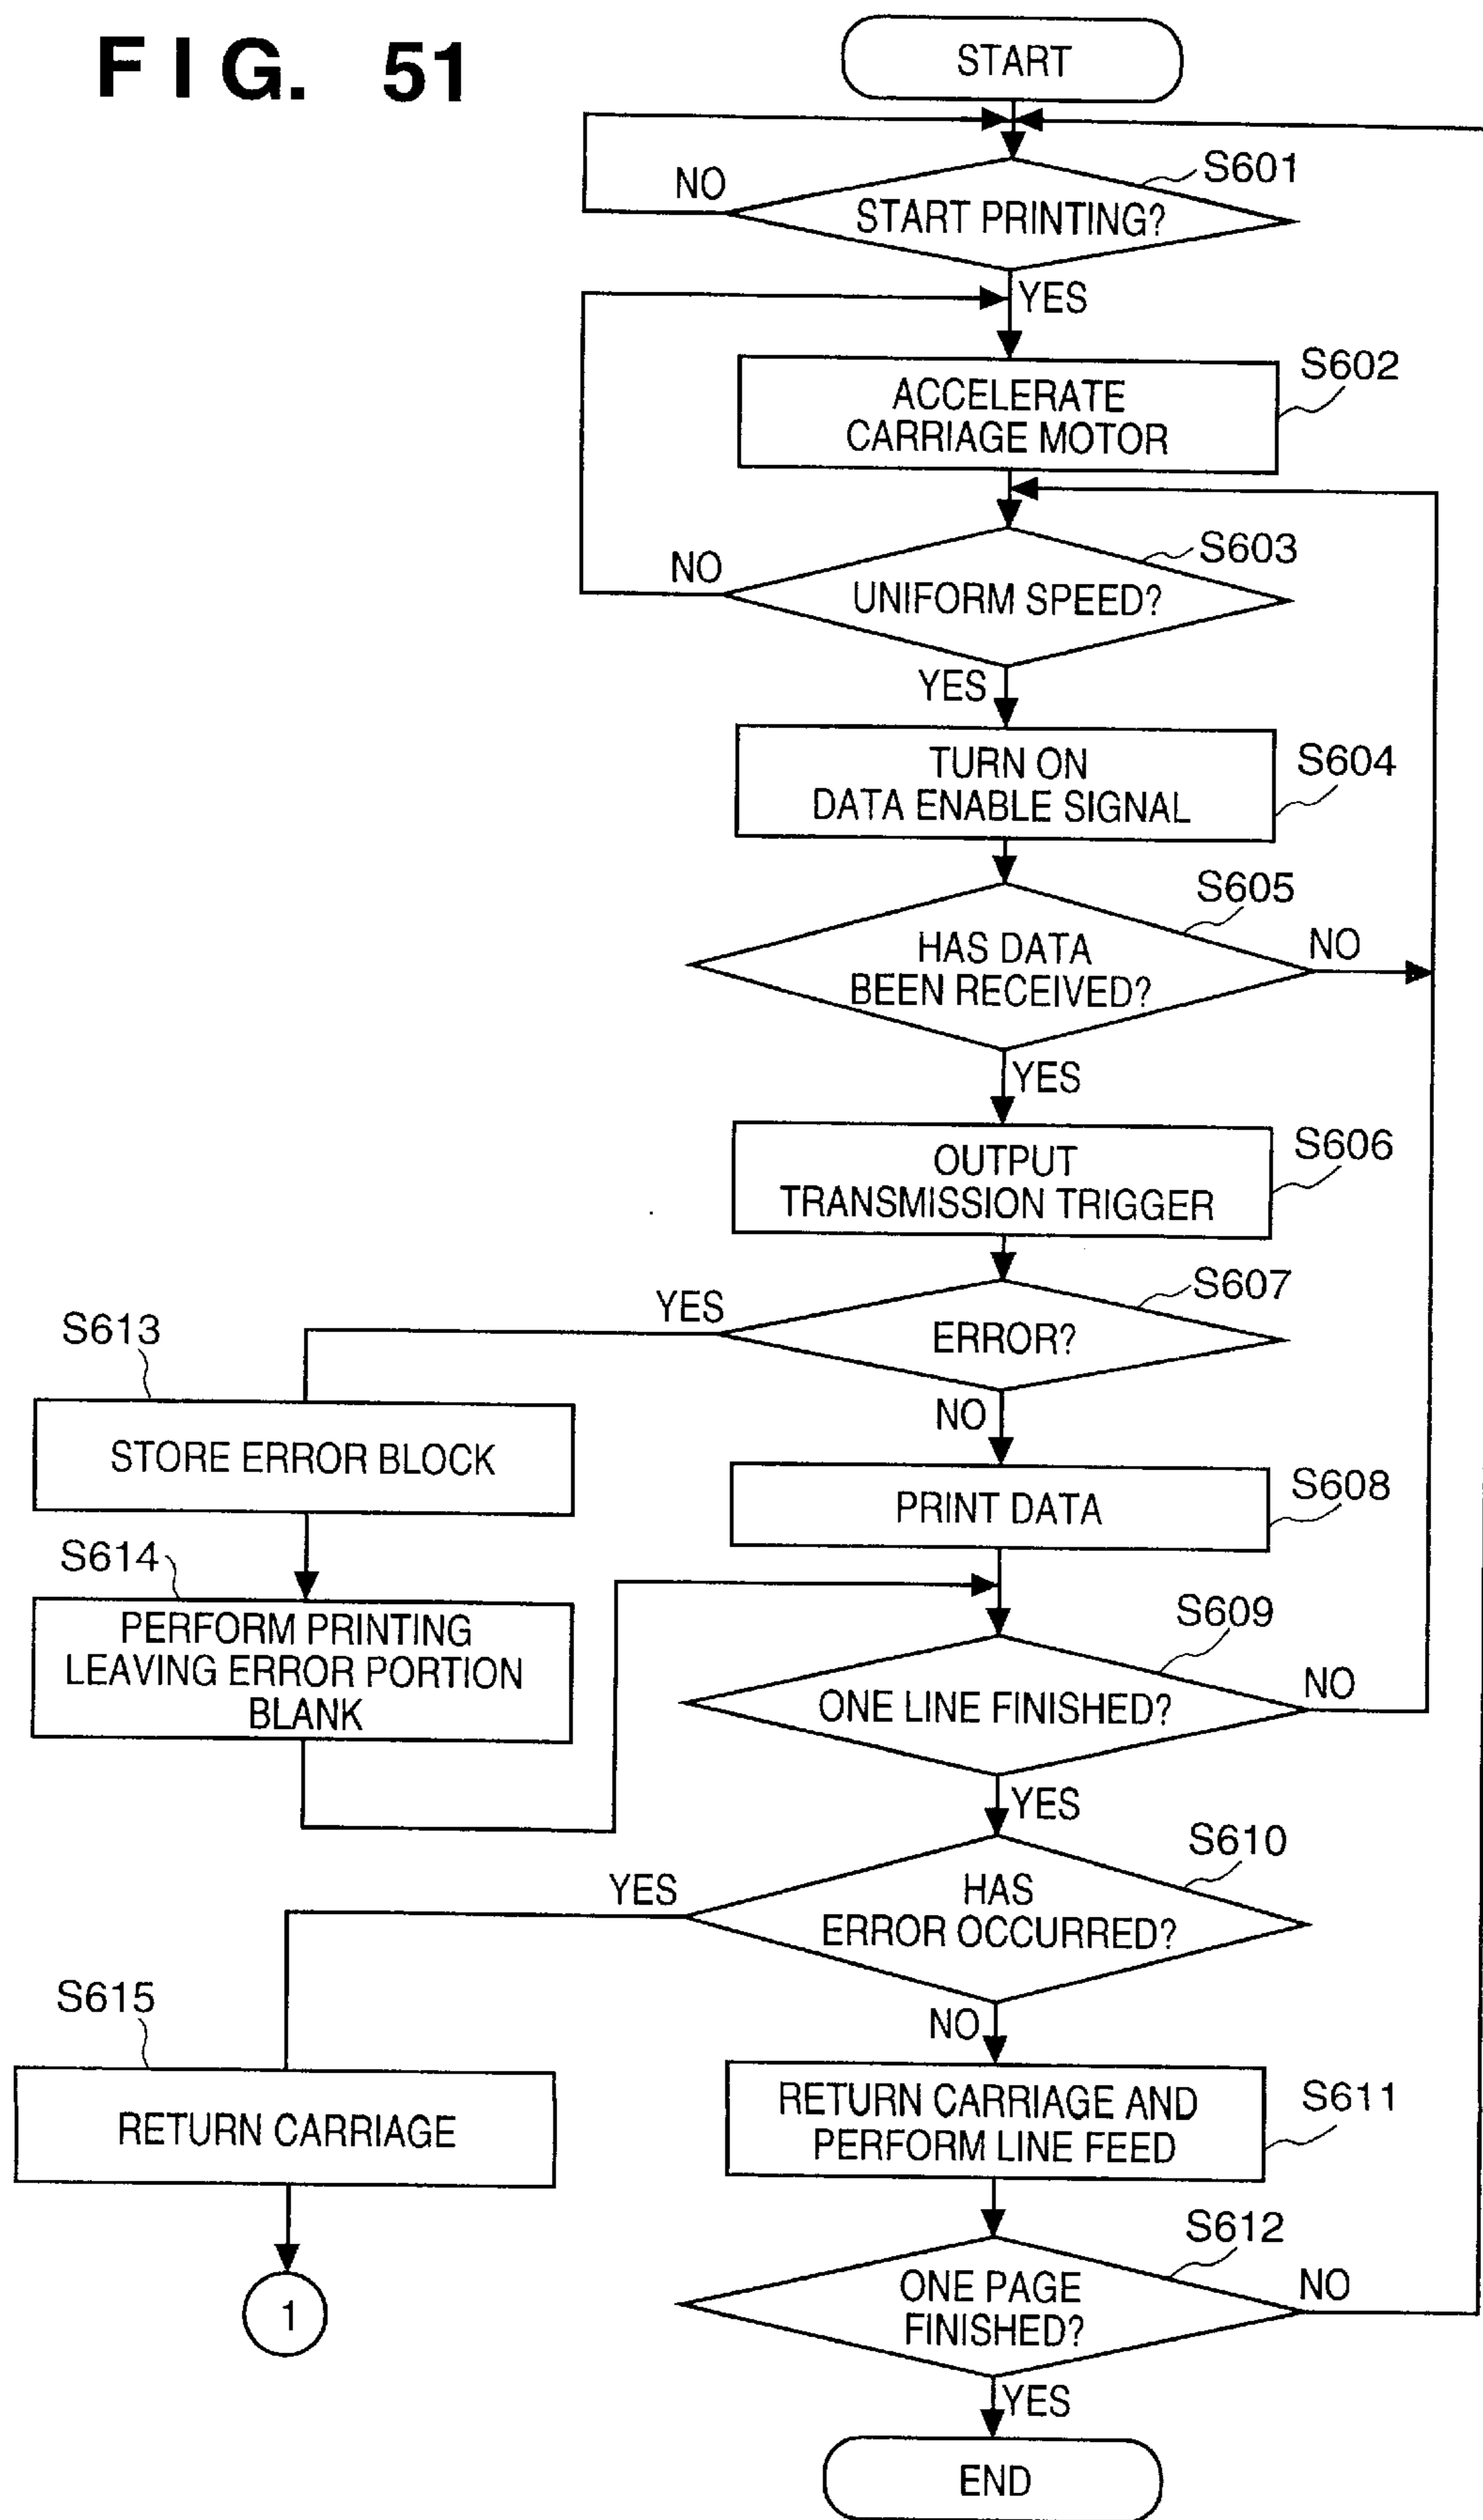 FIG. 51
START
S601
NO
START PRINTING?
YES
S602
ACCELERATE
CARRIAGE MOTOR
S603
NO
UNIFORM SPEED?
YES
S604
TURN ON
DATA ENABLE SIGNAL
S605
NO
HAS DATA
BEEN RECEIVED?
YES
S606
OUTPUT
TRANSMISSION TRIGGER
S607
YES
ERROR?
NO
S613
STORE ERROR BLOCK
S608
PRINT DATA
S614
PERFORM PRINTING
LEAVING ERROR PORTION
BLANK
S609
NO
ONE LINE FINISHED?
YES
S610
YES
HAS
ERROR OCCURRED?
NO
S615
RETURN CARRIAGE
S611
RETURN CARRIAGE AND
PERFORM LINE FEED
S612
NO
ONE PAGE
FINISHED?
1
YES
END